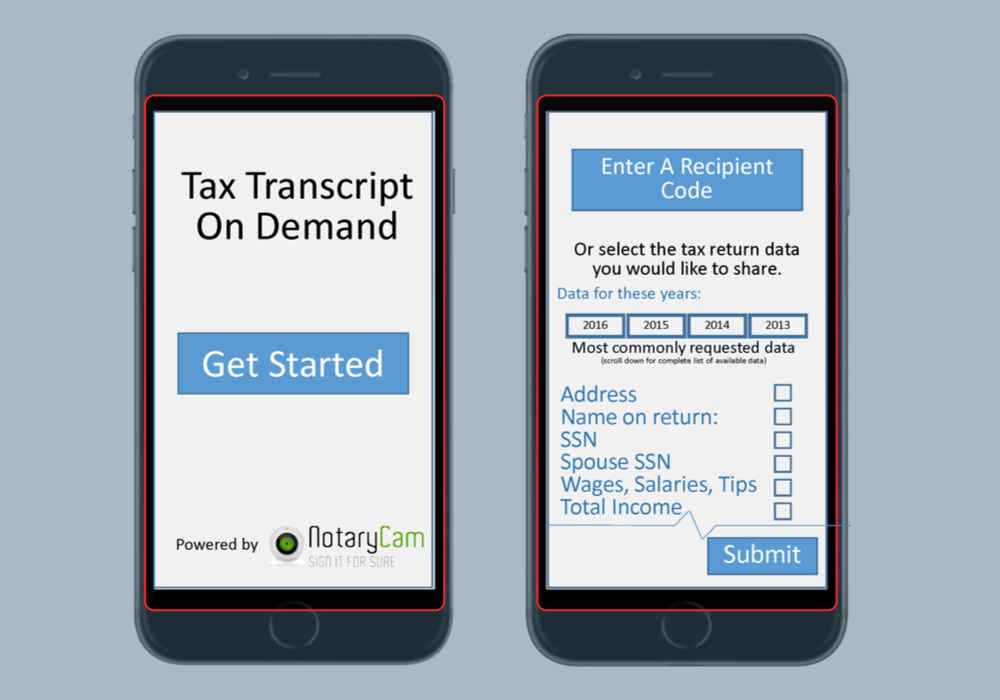 Tax Transcript
On Demand
Get Started
Powered by NotaryCam
SIGN IT FOR SURE
Enter A Recipient
Code
Or select the tax return data
you would like to share.
Data for these years:
2016 2015 2014 2013
Most commonly requested data
(scroll down for complete list of available data)
Address
Name on return:
SSN
Spouse SSN
Wages, Salaries, Tips
Total Income
Submit